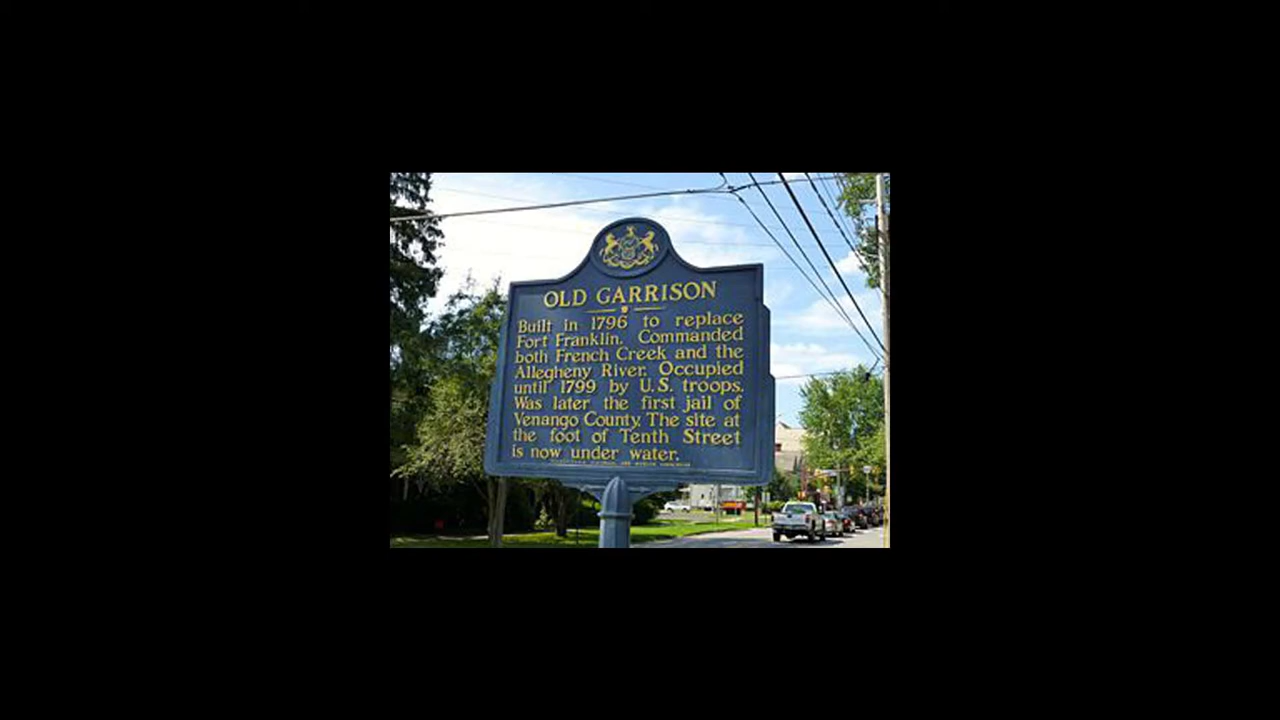 OLD GARRISON
Built in 1796 to replace
Fort Franklin. Commanded
both French Creek and the
Allegheny River. Occupied
until 1799 by U.S. troops.
Was later the first jail of
Venango County. The site at
the foot of Tenth Street
is now under water.